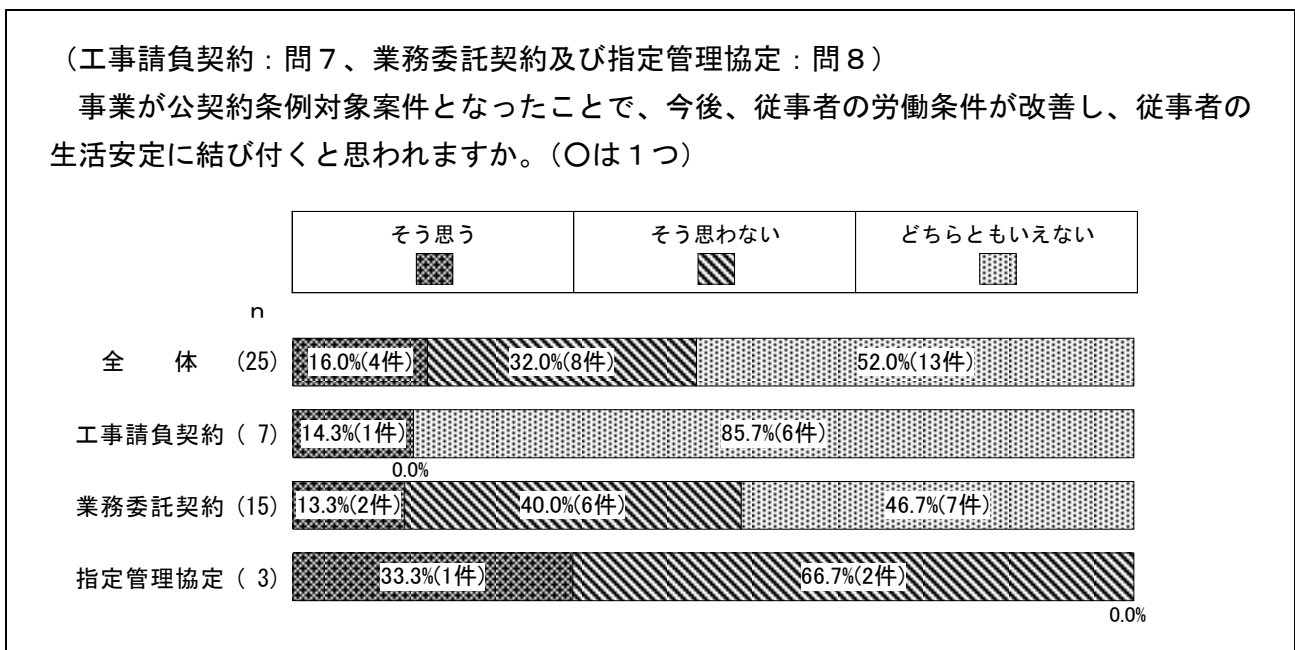 （工事請負契約：問７、業務委託契約及び指定管理協定：問８）
事業が公契約条例対象案件となったことで、今後、従事者の労働条件が改善し、従事者の
生活安定に結び付くと思われますか。（〇は１つ）
そう思う そう思わない どちらともいえない
n
全　体 (25) 16.0%(4件) 32.0%(8件) 52.0%(13件)
工事請負契約 ( 7) 14.3%(1件) 85.7%(6件)
0.0%
業務委託契約 (15) 13.3%(2件) 40.0%(6件) 46.7%(7件)
指定管理協定 ( 3) 33.3%(1件) 66.7%(2件)
0.0%